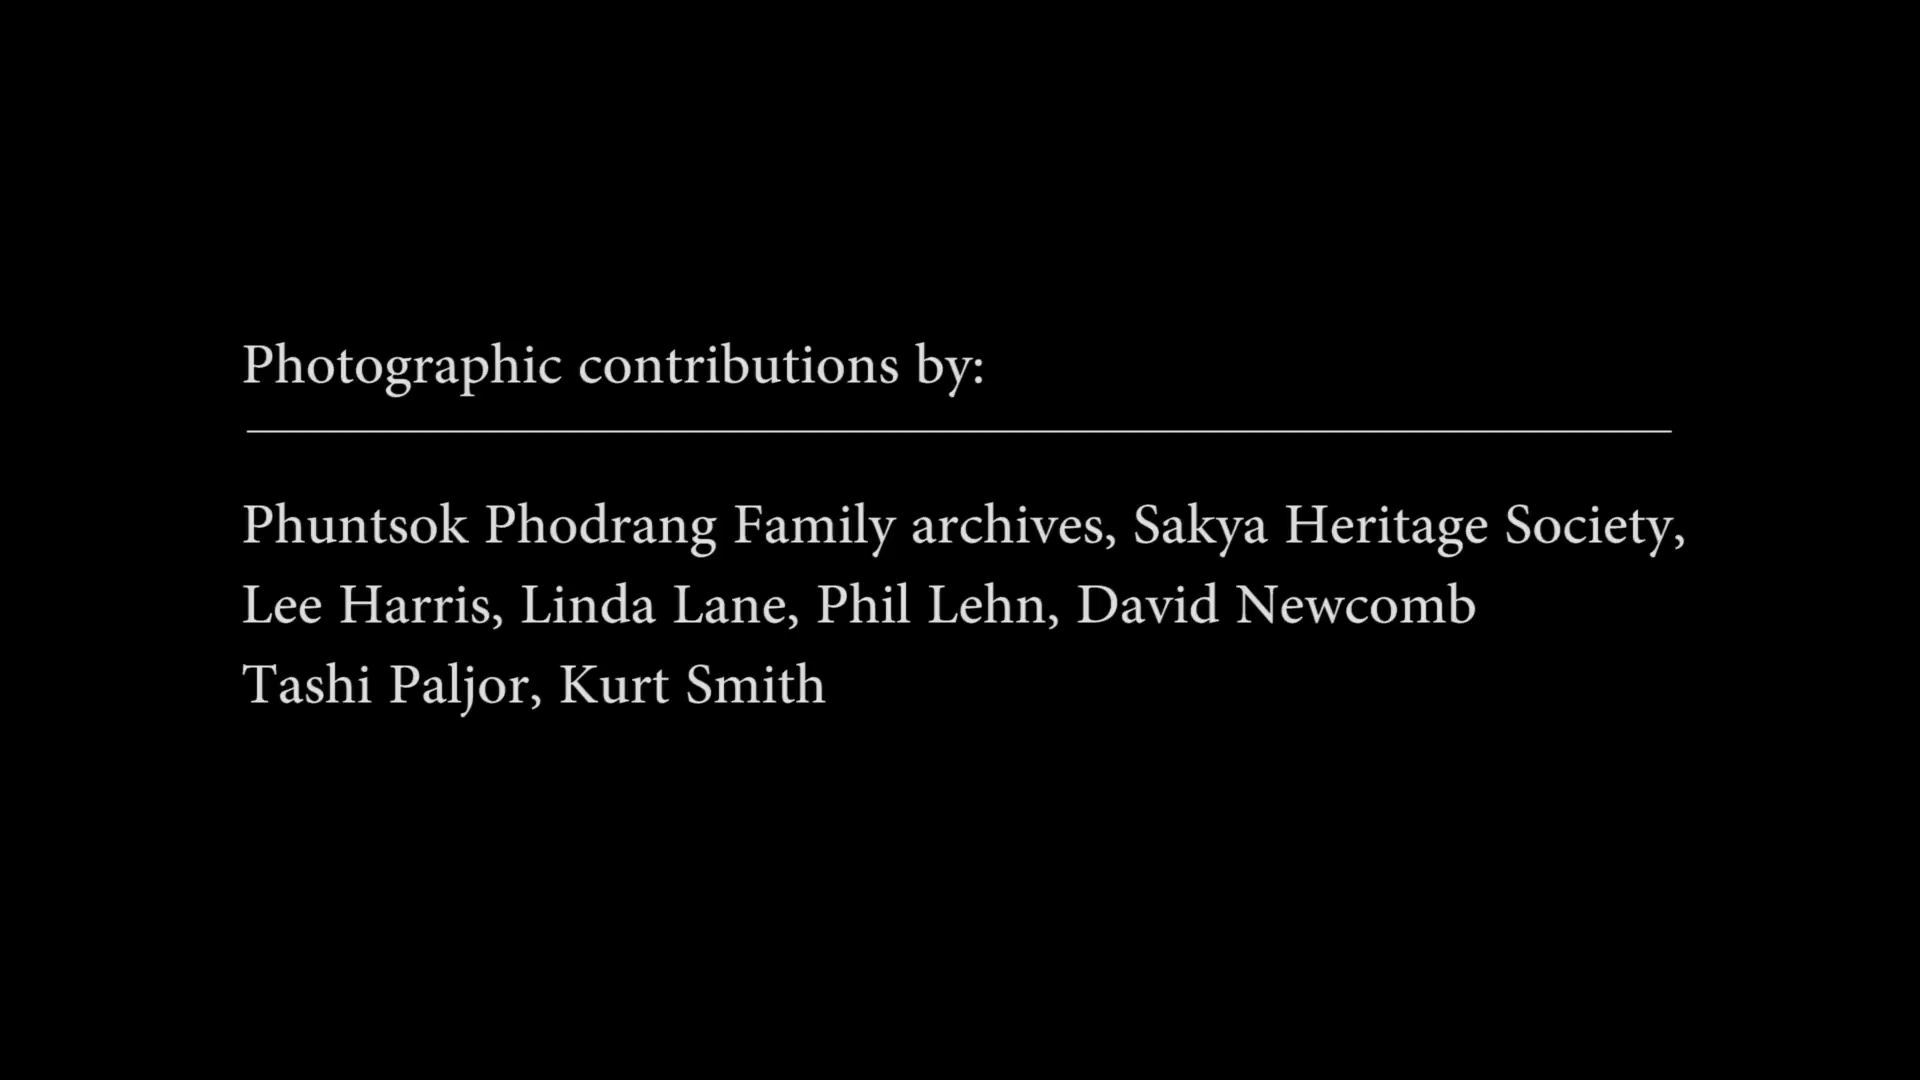 Photographic contributions by:
Phuntsok Phodrang Family archives, Sakya Heritage Society,
Lee Harris, Linda Lane, Phil Lehn, David Newcomb
Tashi Paljor, Kurt Smith